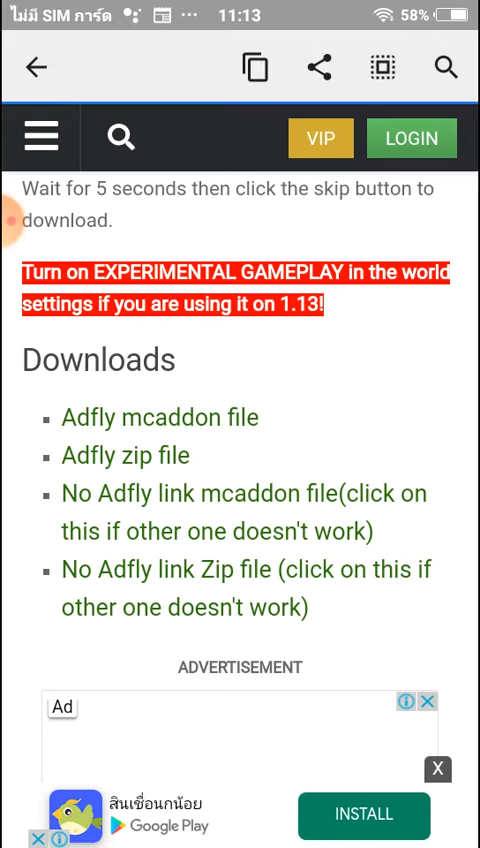 ไม่มี SIM การ์ด ••• 11:13 58%
VIP LOGIN
Wait for 5 seconds then click the skip button to
download.
Turn on EXPERIMENTAL GAMEPLAY in the world
settings if you are using it on 1.13!
Downloads
Adfly mcaddon file
Adfly zip file
No Adfly link mcaddon file(click on
this if other one doesn't work)
No Adfly link Zip file (click on this if
other one doesn't work)
ADVERTISEMENT
Ad
X
สินเชื่อนกน้อย
Google Play
INSTALL